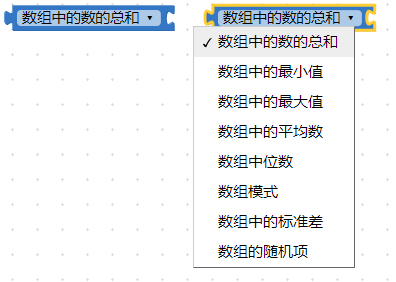 数组中的数的总和 ▾
数组中的数的总和 ▾
✓ 数组中的数的总和
数组中的最小值
数组中的最大值
数组中的平均数
数组中位数
数组模式
数组中的标准差
数组的随机项